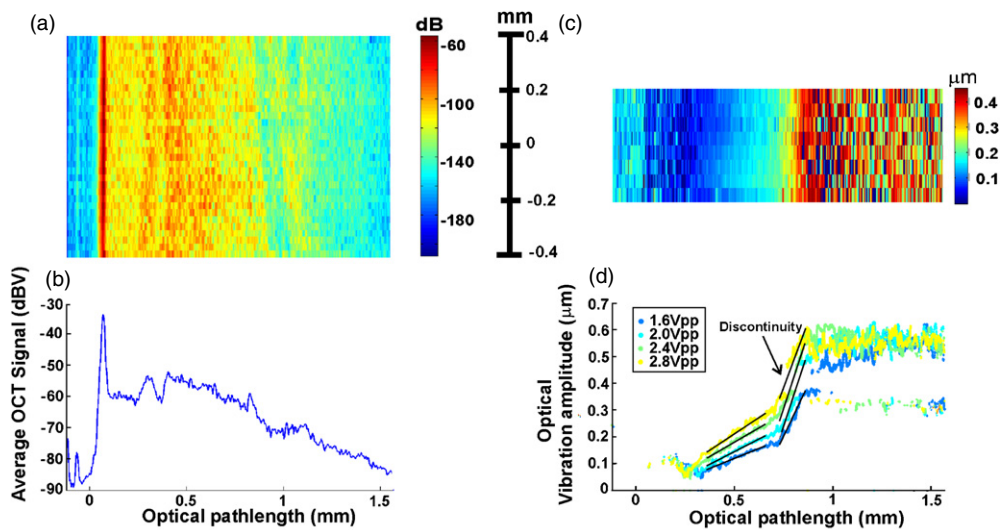 (a)
dB
-60
-100
-140
-180
mm
0.4
0.2
0
-0.2
-0.4
(c)
μm
0.4
0.3
0.2
0.1
(b)
Average OCT Signal (dBV)
-30
-40
-50
-60
-70
-80
-90
0
0.5
1
1.5
Optical pathlength (mm)
(d)
Optical
Vibration amplitude (μm)
0.7
0.6
0.5
0.4
0.3
0.2
0.1
0
1.6Vpp
2.0Vpp
2.4Vpp
2.8Vpp
Discontinuity
0
0.5
1
1.5
Optical pathlength (mm)